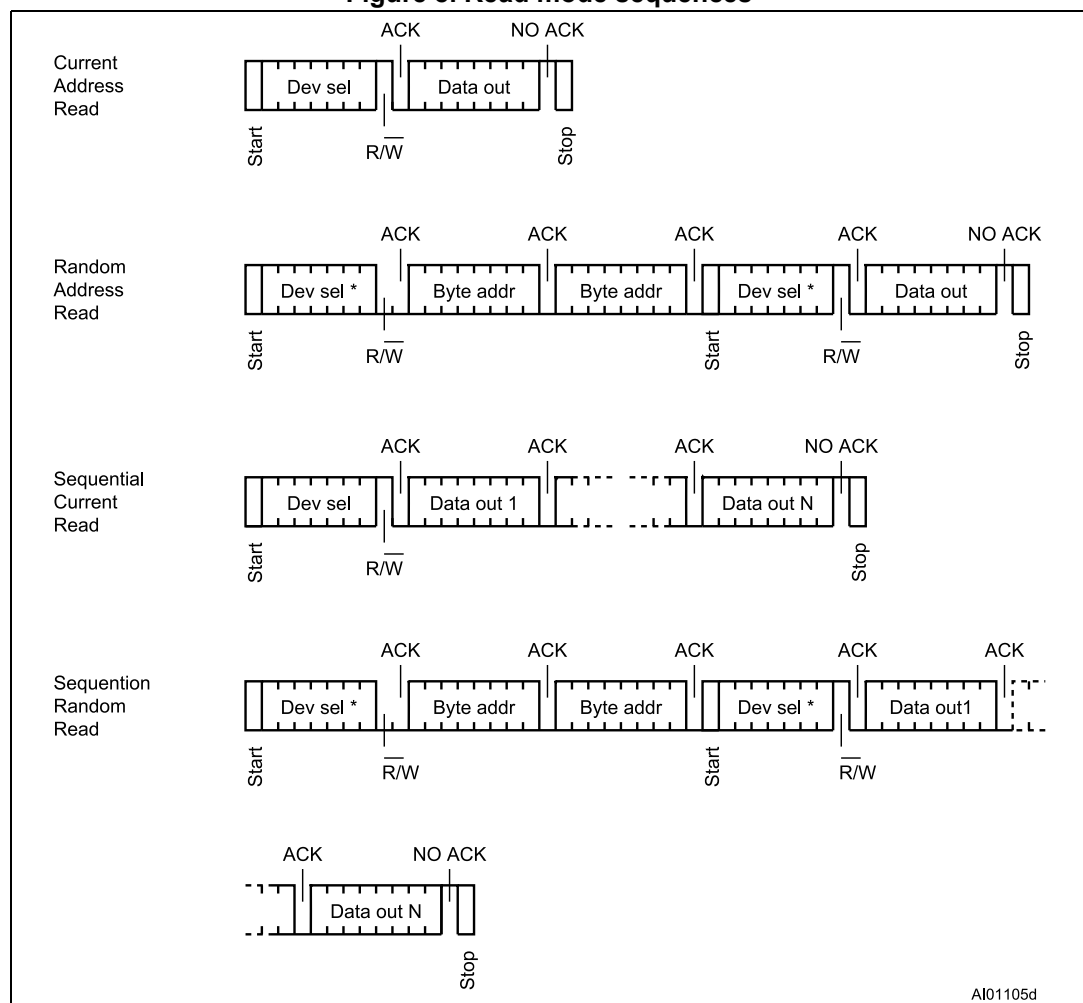 Figure 8. Read mode sequences
ACK NO ACK
Current
Address
Read
Dev sel Data out
Start R/W Stop
ACK ACK ACK ACK NO ACK
Random
Address
Read
Dev sel * Byte addr Byte addr Dev sel * Data out
Start R/W Start R/W Stop
ACK ACK ACK NO ACK
Sequential
Current
Read
Dev sel Data out 1 Data out N
Start R/W Stop
ACK ACK ACK ACK ACK
Sequention
Random
Read
Dev sel * Byte addr Byte addr Dev sel * Data out1
Start R/W Start R/W
ACK NO ACK
Data out N
Stop
AI01105d